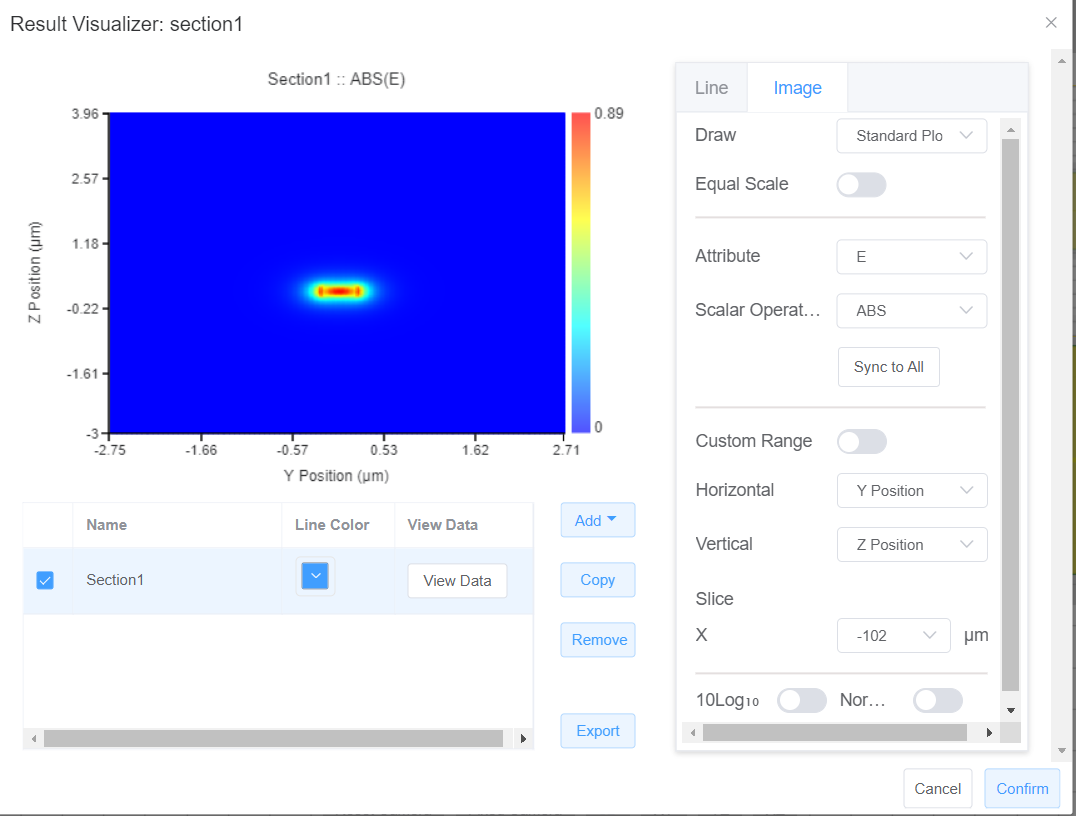 Result Visualizer: section1
Section1 :: ABS(E)
3.96
2.57
1.18
-0.22
-1.61
-3
Z Position (μm)
-2.75 -1.66 -0.57 0.53 1.62 2.71
Y Position (μm)
0.89
0
Name Line Color View Data
Section1 View Data
Add
Copy
Remove
Export
Line Image
Draw Standard Plo
Equal Scale
Attribute E
Scalar Operat... ABS
Sync to All
Custom Range
Horizontal Y Position
Vertical Z Position
Slice
X -102 μm
10Log10 Nor...
Cancel Confirm